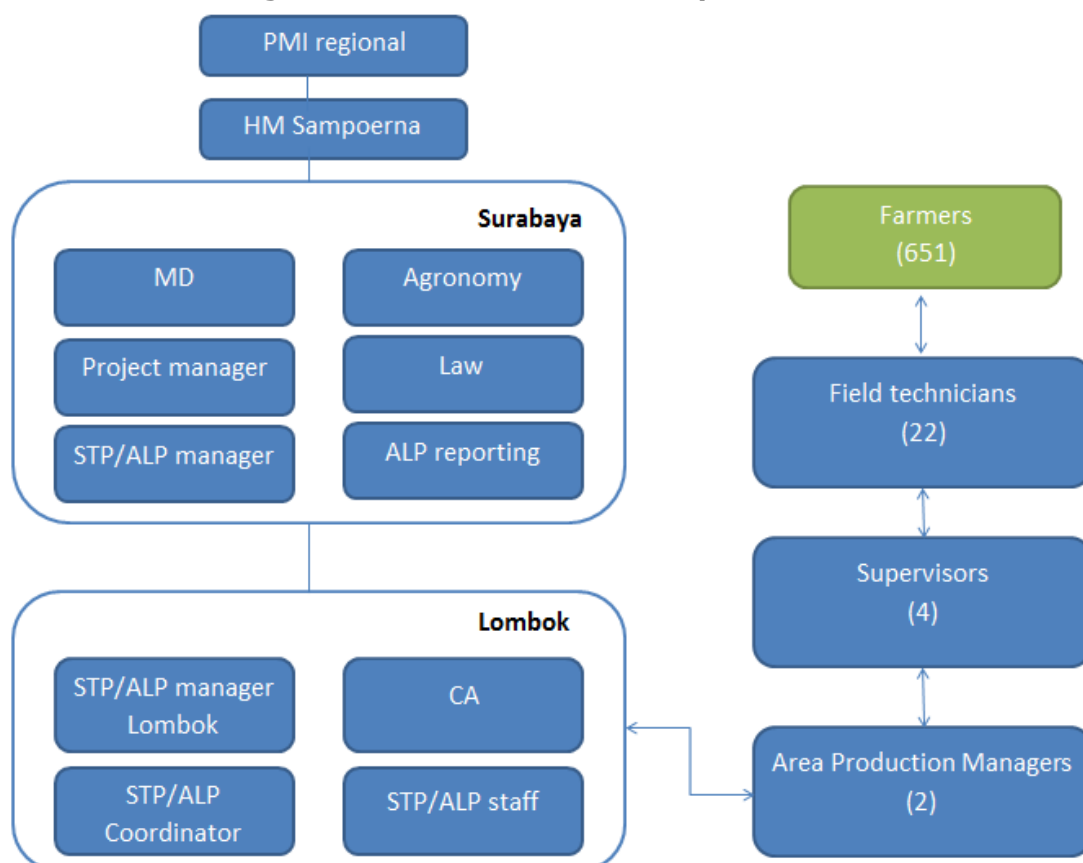 PMI regional
HM Sampoerna
Surabaya
MD
Agronomy
Project manager
Law
STP/ALP manager
ALP reporting
Lombok
STP/ALP manager
Lombok
CA
STP/ALP
Coordinator
STP/ALP staff
Farmers
(651)
Field technicians
(22)
Supervisors
(4)
Area Production Managers
(2)